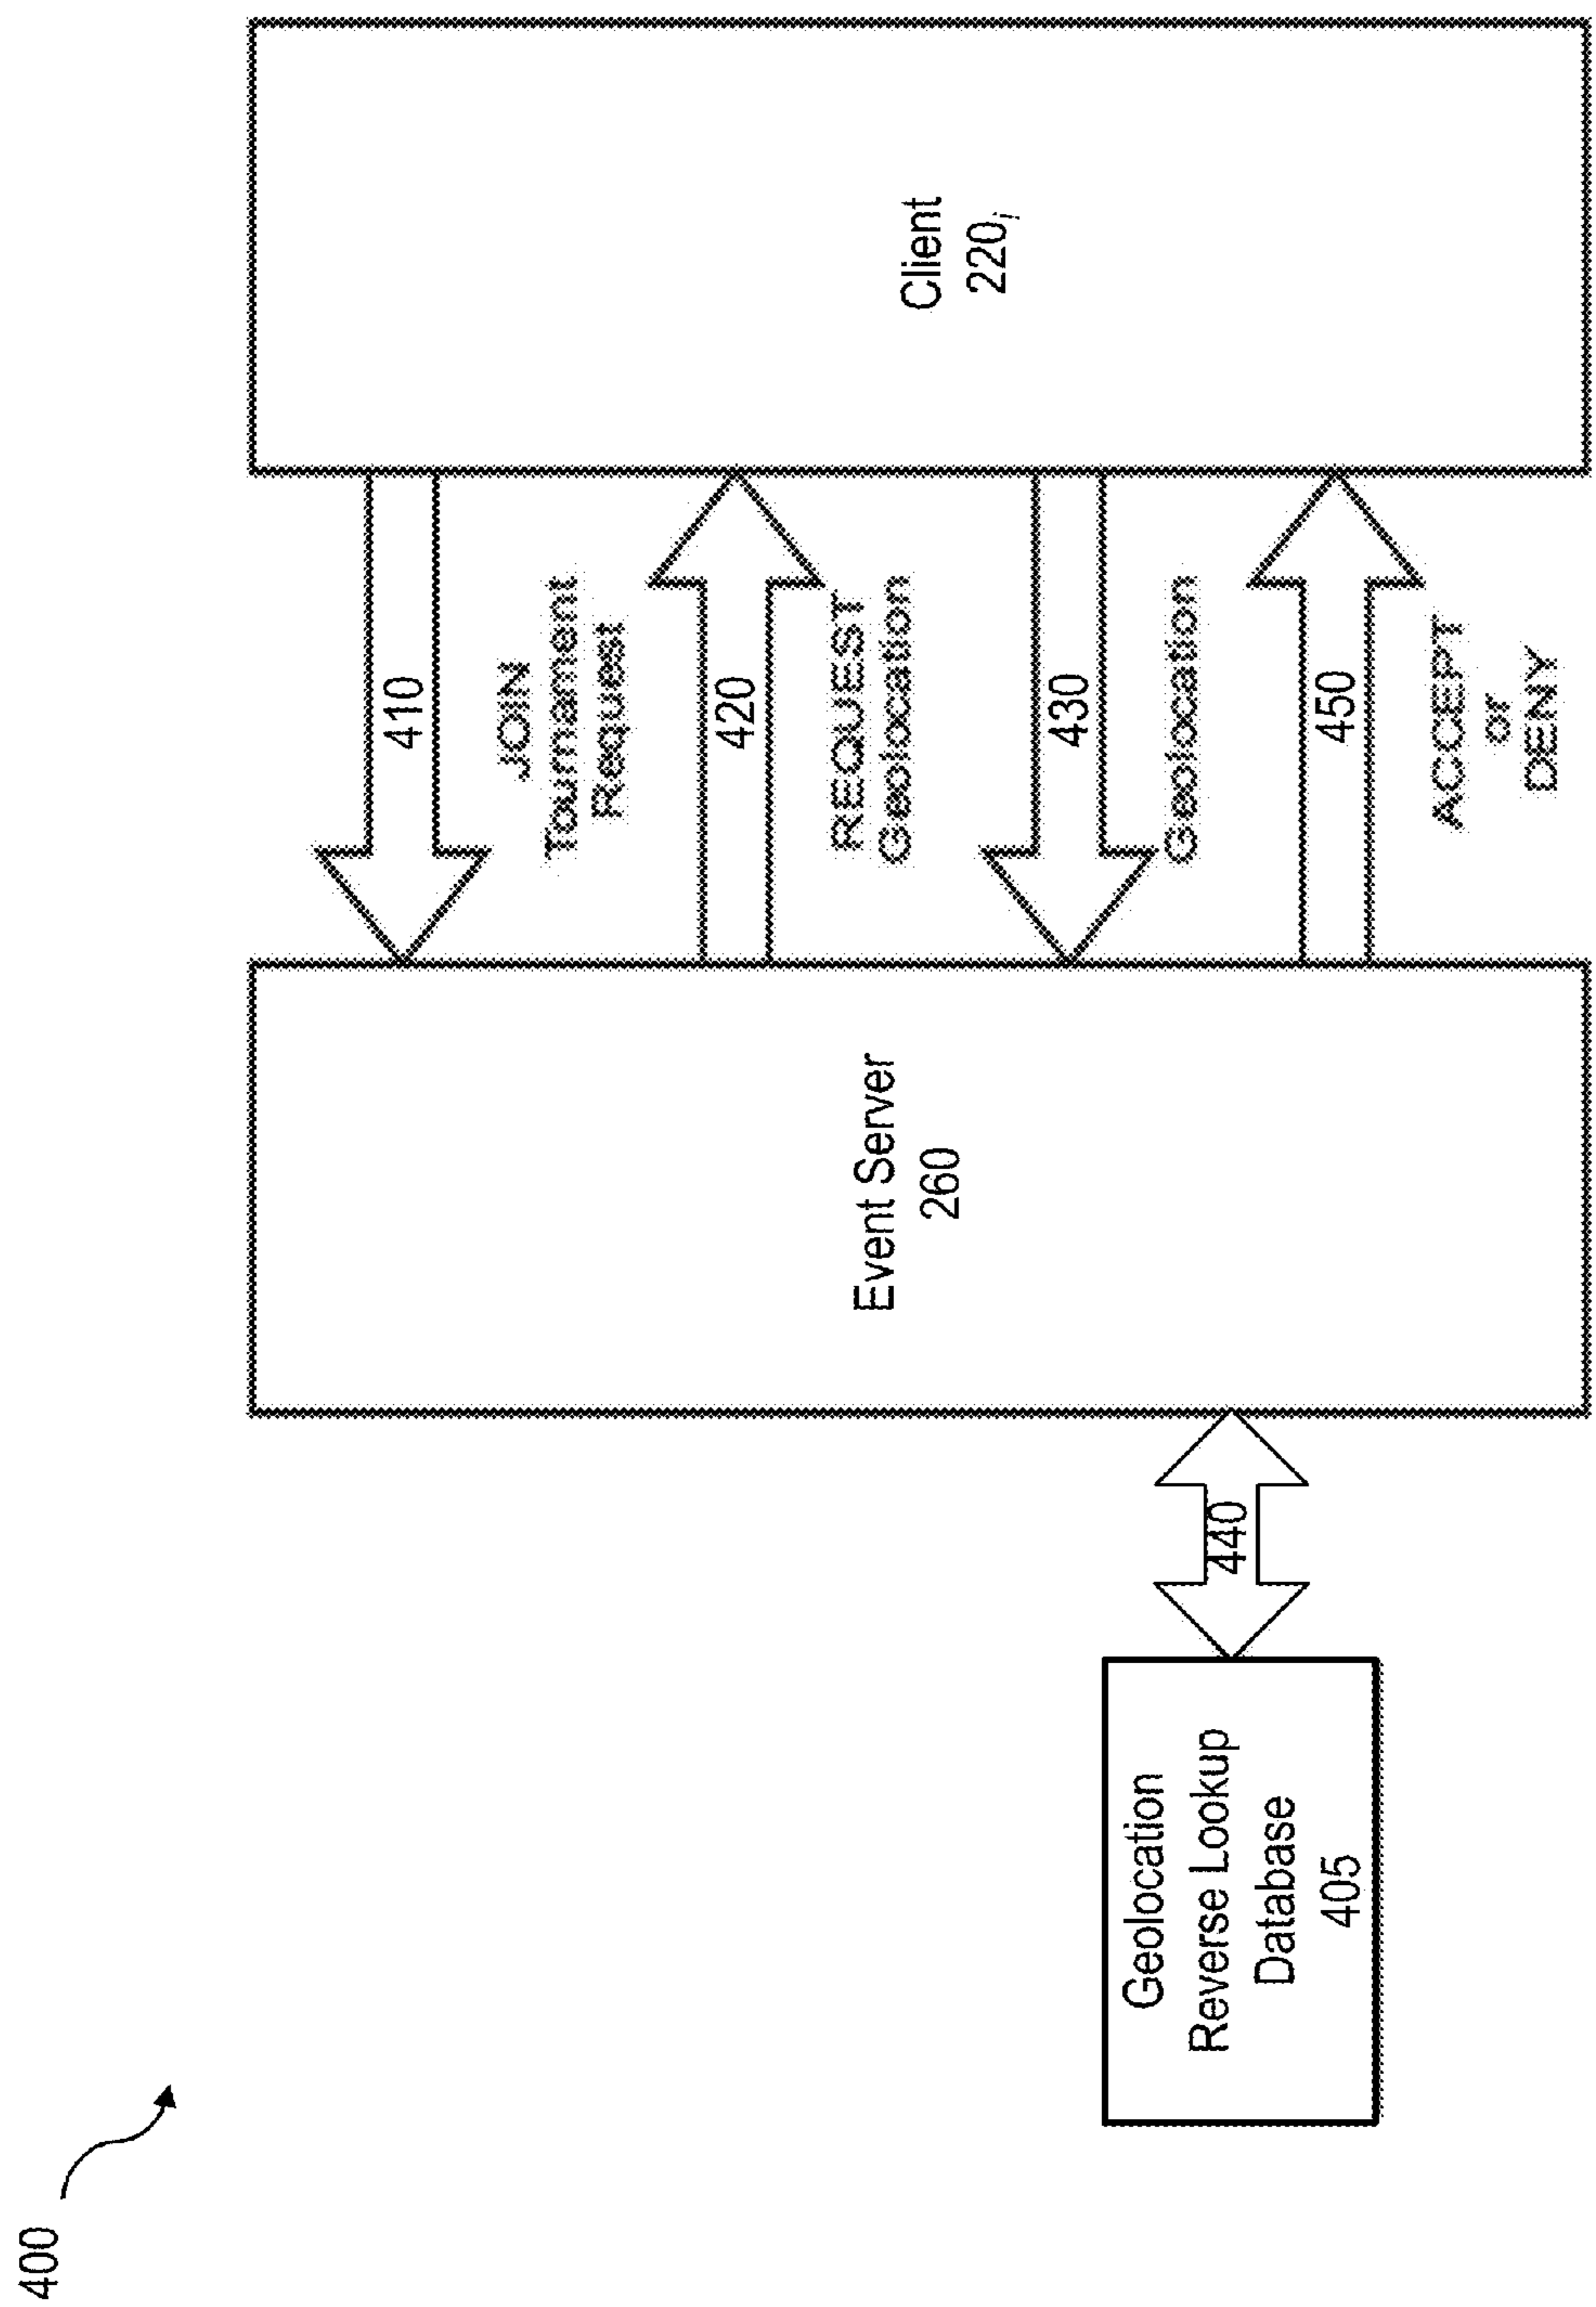 400
Geolocation
Reverse Lookup
Database
405
440
Event Server
260
410
JOIN
Tournament
Request
420
REQUEST
Geolocation
430
Geolocation
450
ACCEPT
or
DENY
Client
220i